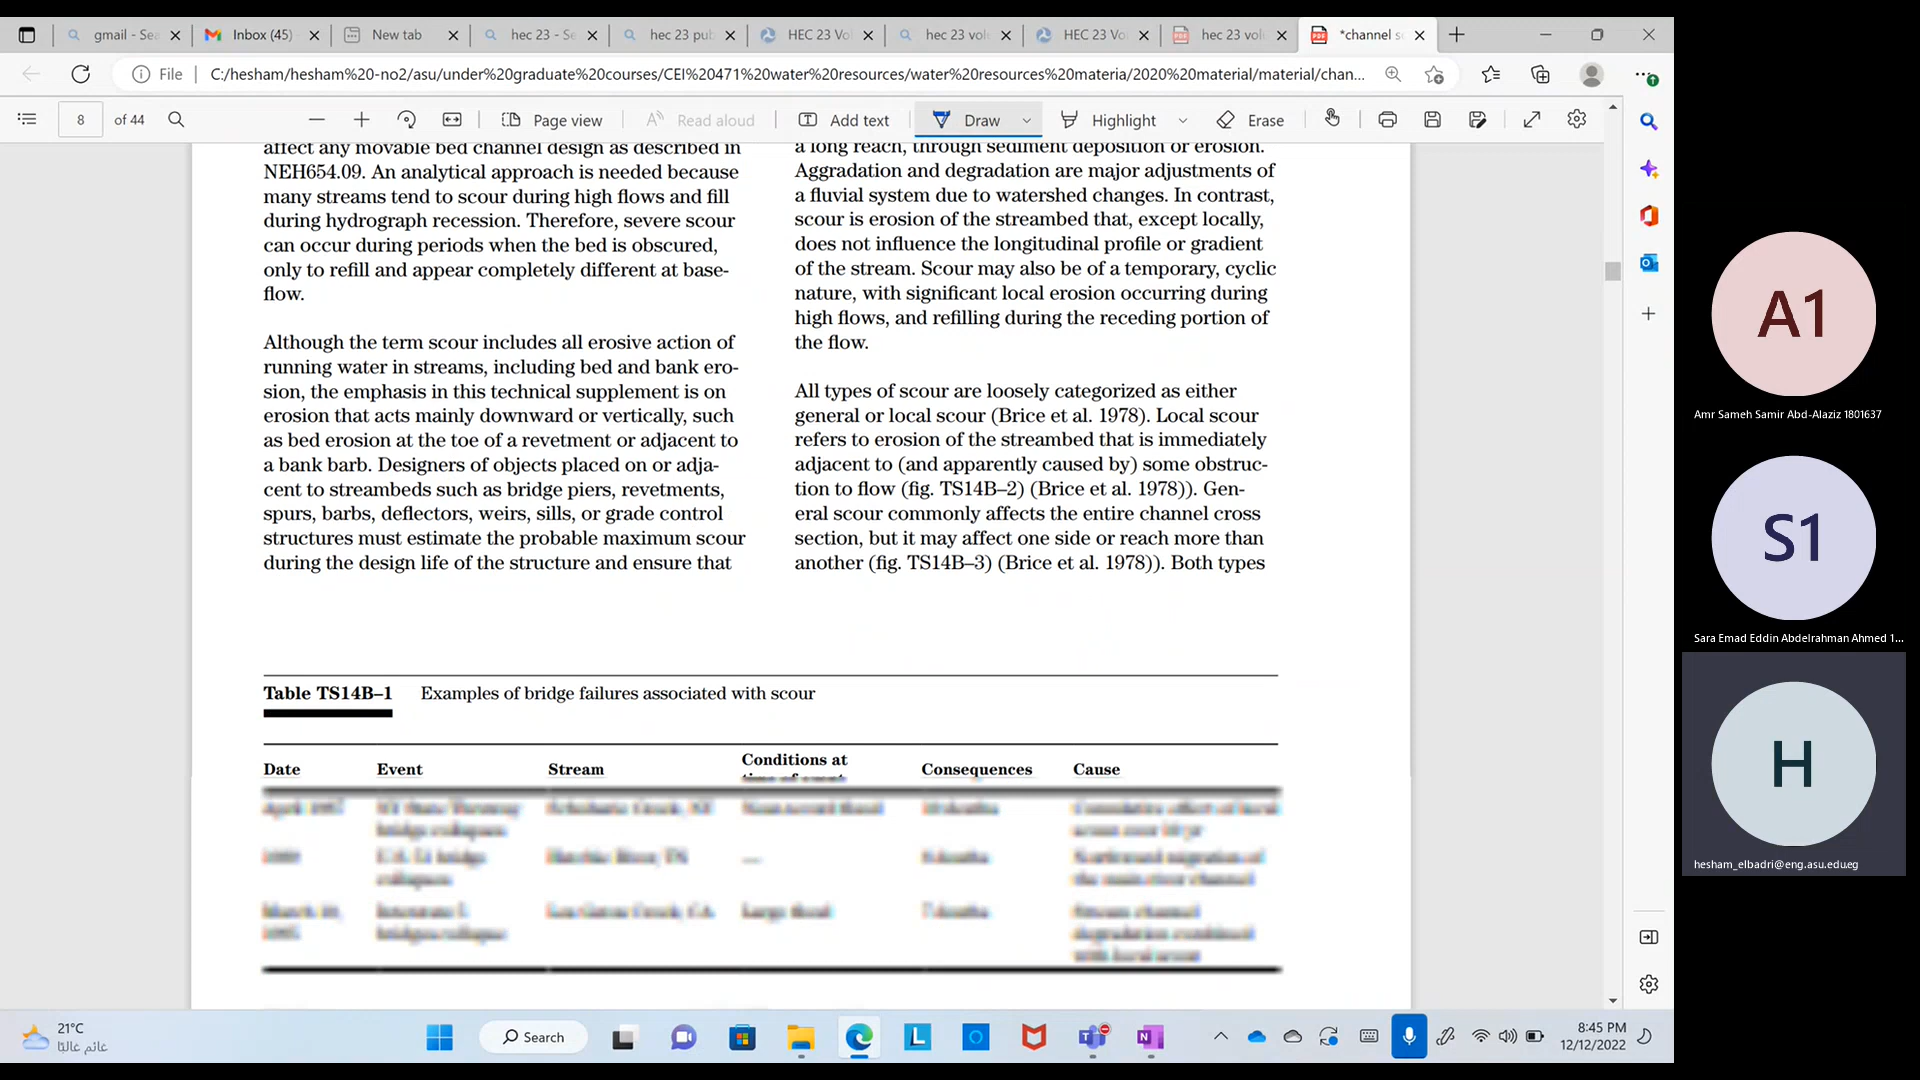 gmail - Sea
Inbox (45)
New tab
hec 23 - Se
hec 23 pub
HEC 23 Vo
hec 23 volu
HEC 23 Vo
hec 23 volu
*channel sc
File
C:/hesham/hesham%20-no2/asu/under%20graduate%20courses/CEI%20471%20water%20resources/water%20resources%20materia/2020%20material/material/chan...
8 of 44
Page view
Read aloud
Add text
Draw
Highlight
Erase
affect any movable bed channel design as described in
NEH654.09. An analytical approach is needed because
many streams tend to scour during high flows and fill
during hydrograph recession. Therefore, severe scour
can occur during periods when the bed is obscured,
only to refill and appear completely different at base-
flow.
Although the term scour includes all erosive action of
running water in streams, including bed and bank ero-
sion, the emphasis in this technical supplement is on
erosion that acts mainly downward or vertically, such
as bed erosion at the toe of a revetment or adjacent to
a bank barb. Designers of objects placed on or adja-
cent to streambeds such as bridge piers, revetments,
spurs, barbs, deflectors, weirs, sills, or grade control
structures must estimate the probable maximum scour
during the design life of the structure and ensure that
a long reach, through sediment deposition or erosion.
Aggradation and degradation are major adjustments of
a fluvial system due to watershed changes. In contrast,
scour is erosion of the streambed that, except locally,
does not influence the longitudinal profile or gradient
of the stream. Scour may also be of a temporary, cyclic
nature, with significant local erosion occurring during
high flows, and refilling during the receding portion of
the flow.
All types of scour are loosely categorized as either
general or local scour (Brice et al. 1978). Local scour
refers to erosion of the streambed that is immediately
adjacent to (and apparently caused by) some obstruc-
tion to flow (fig. TS14B–2) (Brice et al. 1978)). Gen-
eral scour commonly affects the entire channel cross
section, but it may affect one side or reach more than
another (fig. TS14B–3) (Brice et al. 1978)). Both types
Table TS14B–1 Examples of bridge failures associated with scour
Date
Event
Stream
Conditions at
Consequences
Cause
A1
Amr Sameh Samir Abd-Alaziz 1801637
S1
Sara Emad Eddin Abdelrahman Ahmed 1...
H
hesham_elbadri@eng.asu.edu.eg
21°C
غائم غالبًا
Search
8:45 PM
12/12/2022